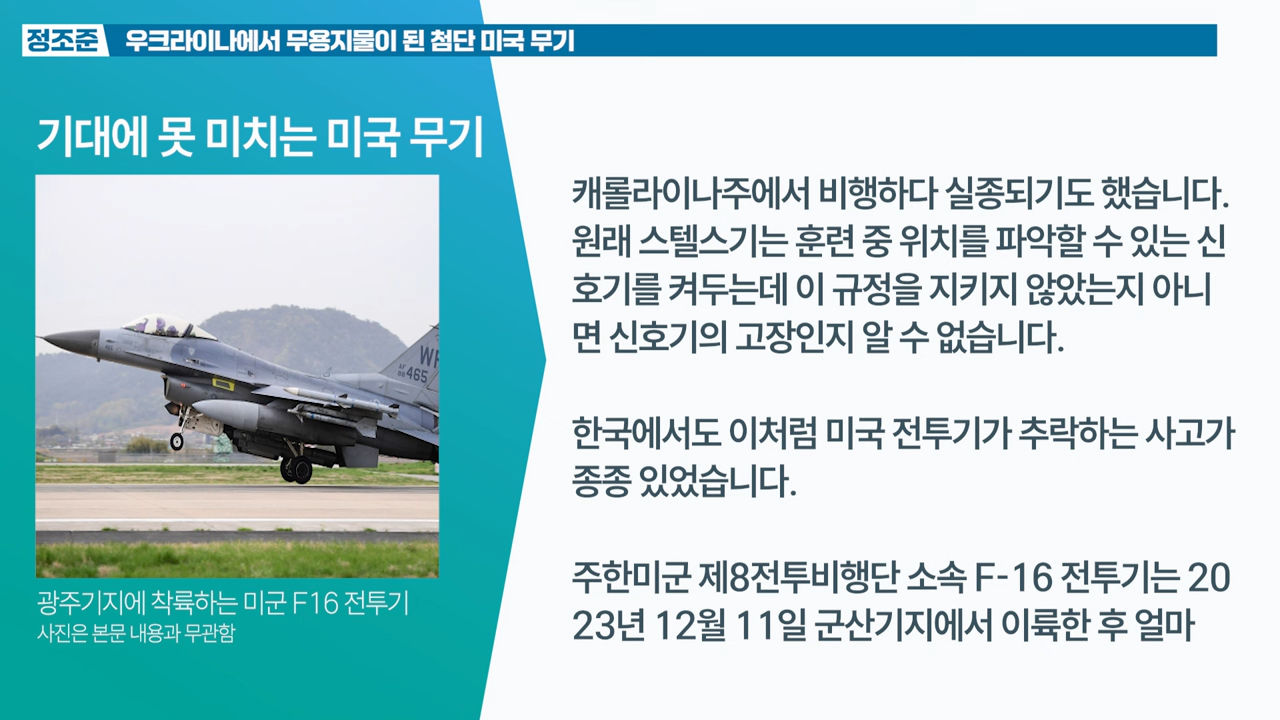 정조준 우크라이나에서 무용지물이 된 첨단 미국 무기
기대에 못 미치는 미국 무기
WP
AF
88 465
광주기지에 착륙하는 미군 F16 전투기
사진은 본문 내용과 무관함
캐롤라이나주에서 비행하다 실종되기도 했습니다.
원래 스텔스기는 훈련 중 위치를 파악할 수 있는 신
호기를 켜두는데 이 규정을 지키지 않았는지 아니
면 신호기의 고장인지 알 수 없습니다.
한국에서도 이처럼 미국 전투기가 추락하는 사고가
종종 있었습니다.
주한미군 제8전투비행단 소속 F-16 전투기는 20
23년 12월 11일 군산기지에서 이륙한 후 얼마